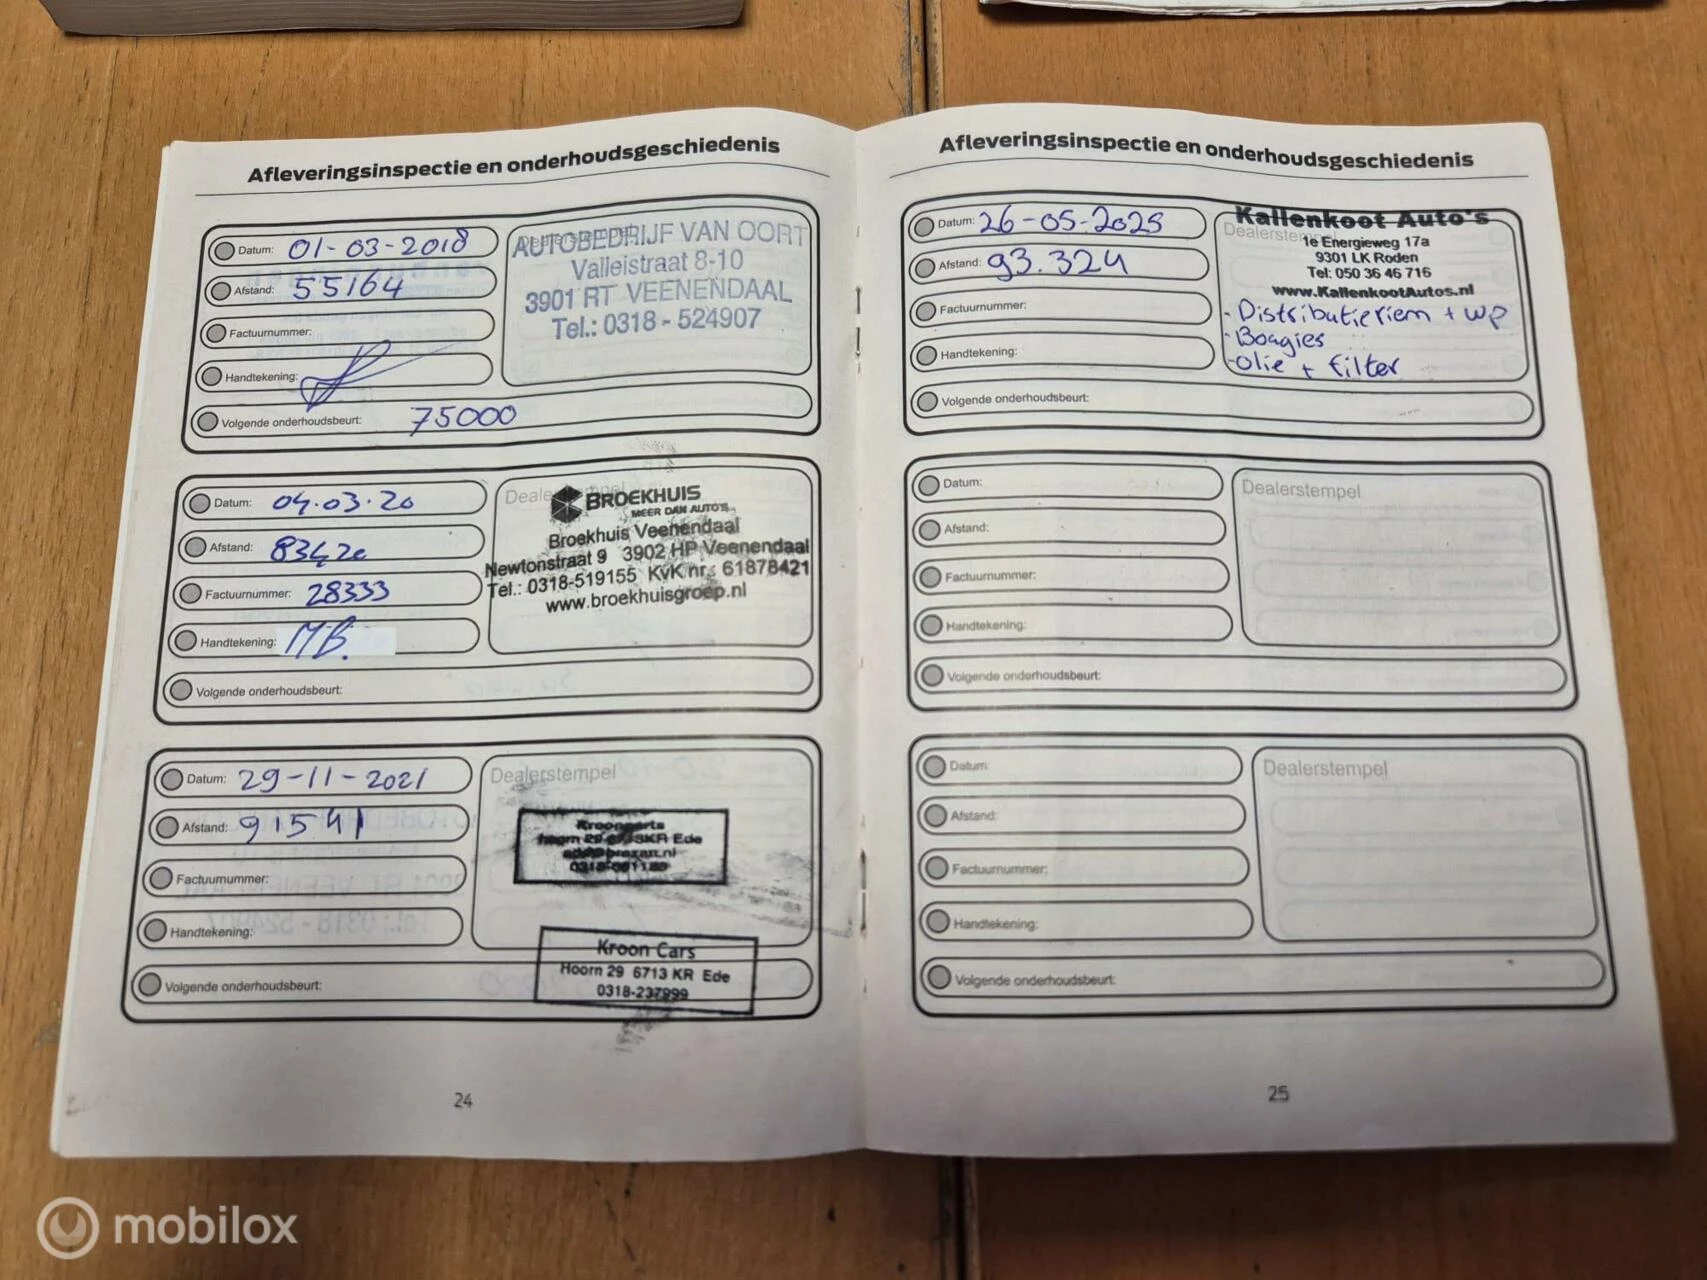 Afleveringsinspectie en onderhoudsgeschiedenis
Datum: 01-03-2018
Afstand: 55164
Factuurnummer:
Handtekening:
Volgende onderhoudsbeurt: 75000
AUTOBEDRIJF VAN OORT
Valleistraat 8-10
3901 RT VEENENDAAL
Tel.: 0318 - 524907
Datum: 04.03.20
Afstand: 83420
Factuurnummer: 28333
Handtekening: MB.
Volgende onderhoudsbeurt:
BROEKHUIS
MEER DAN AUTO'S
Broekhuis Veenendaal
Newtonstraat 9 3902 HP Veenendaal
Tel.: 0318-519155 KvK nr.: 61878421
www.broekhuisgroep.nl
Datum: 29-11-2021
Afstand: 91541
Factuurnummer:
Handtekening:
Volgende onderhoudsbeurt:
Dealerstempel
Kroon Cars
Hoorn 29 6713 KR Ede
0318-237999
24
Afleveringsinspectie en onderhoudsgeschiedenis
Datum: 26-05-2025
Afstand: 93.324
Factuurnummer:
Handtekening:
Volgende onderhoudsbeurt:
Kallenkoot Auto's
1e Energieweg 17a
9301 LK Roden
Tel: 050 36 46 716
www.KallenkootAutos.nl
- Distributieriem + wp
- Bougies
- Olie + filter
Datum:
Afstand:
Factuurnummer:
Handtekening:
Volgende onderhoudsbeurt:
Dealerstempel
Datum:
Afstand:
Factuurnummer:
Handtekening:
Volgende onderhoudsbeurt:
Dealerstempel
25
mobilox